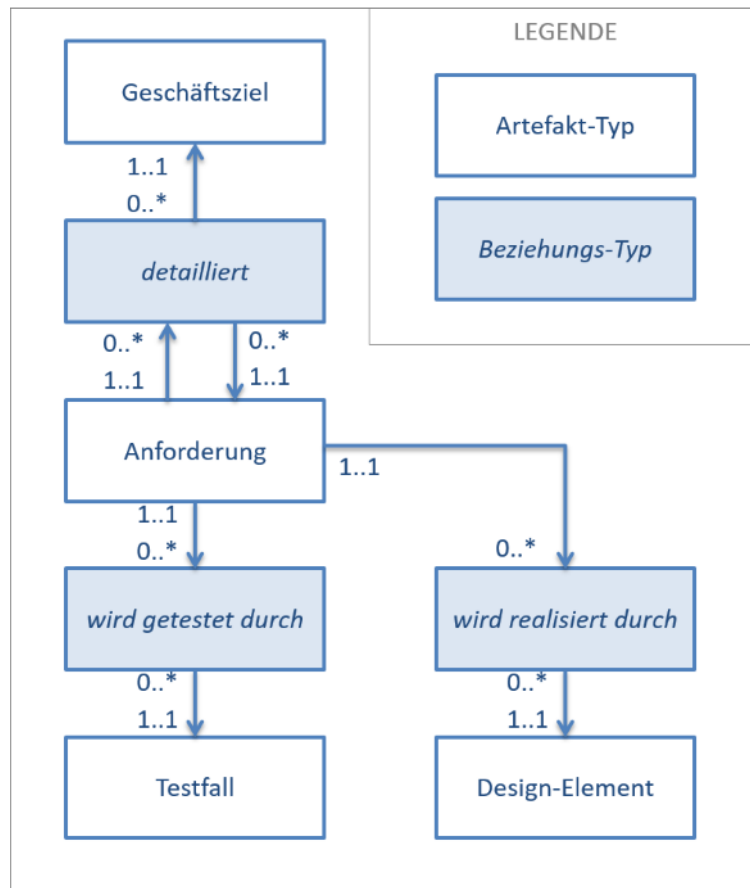 LEGENDE
Geschäftsziel
Artefakt-Typ
1..1
0..*
Beziehungs-Typ
detailliert
0..* 0..*
1..1 1..1
Anforderung
1..1
1..1
0..*
0..*
wird getestet durch
wird realisiert durch
0..*
0..*
1..1
1..1
Testfall
Design-Element